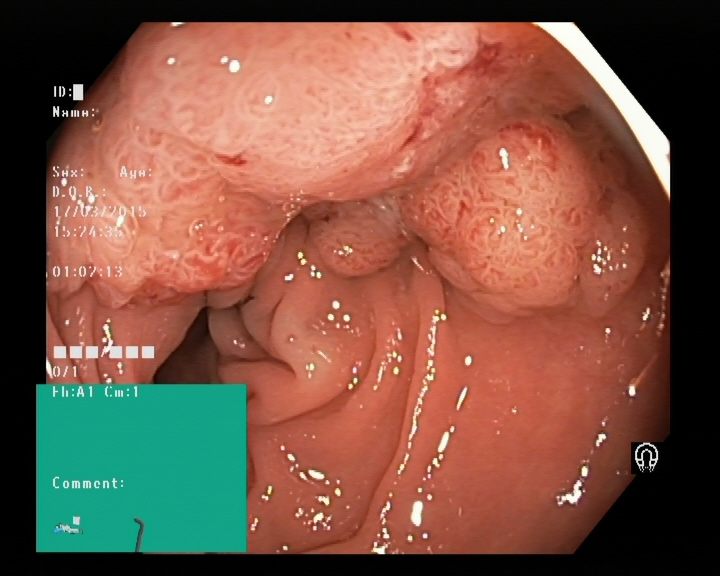 ID:
Name:
Sex: Age:
D.O.B.:
17/03/2015
15:24:35
01:02:13
0/1
Eh:A1 Cm:1
Comment: